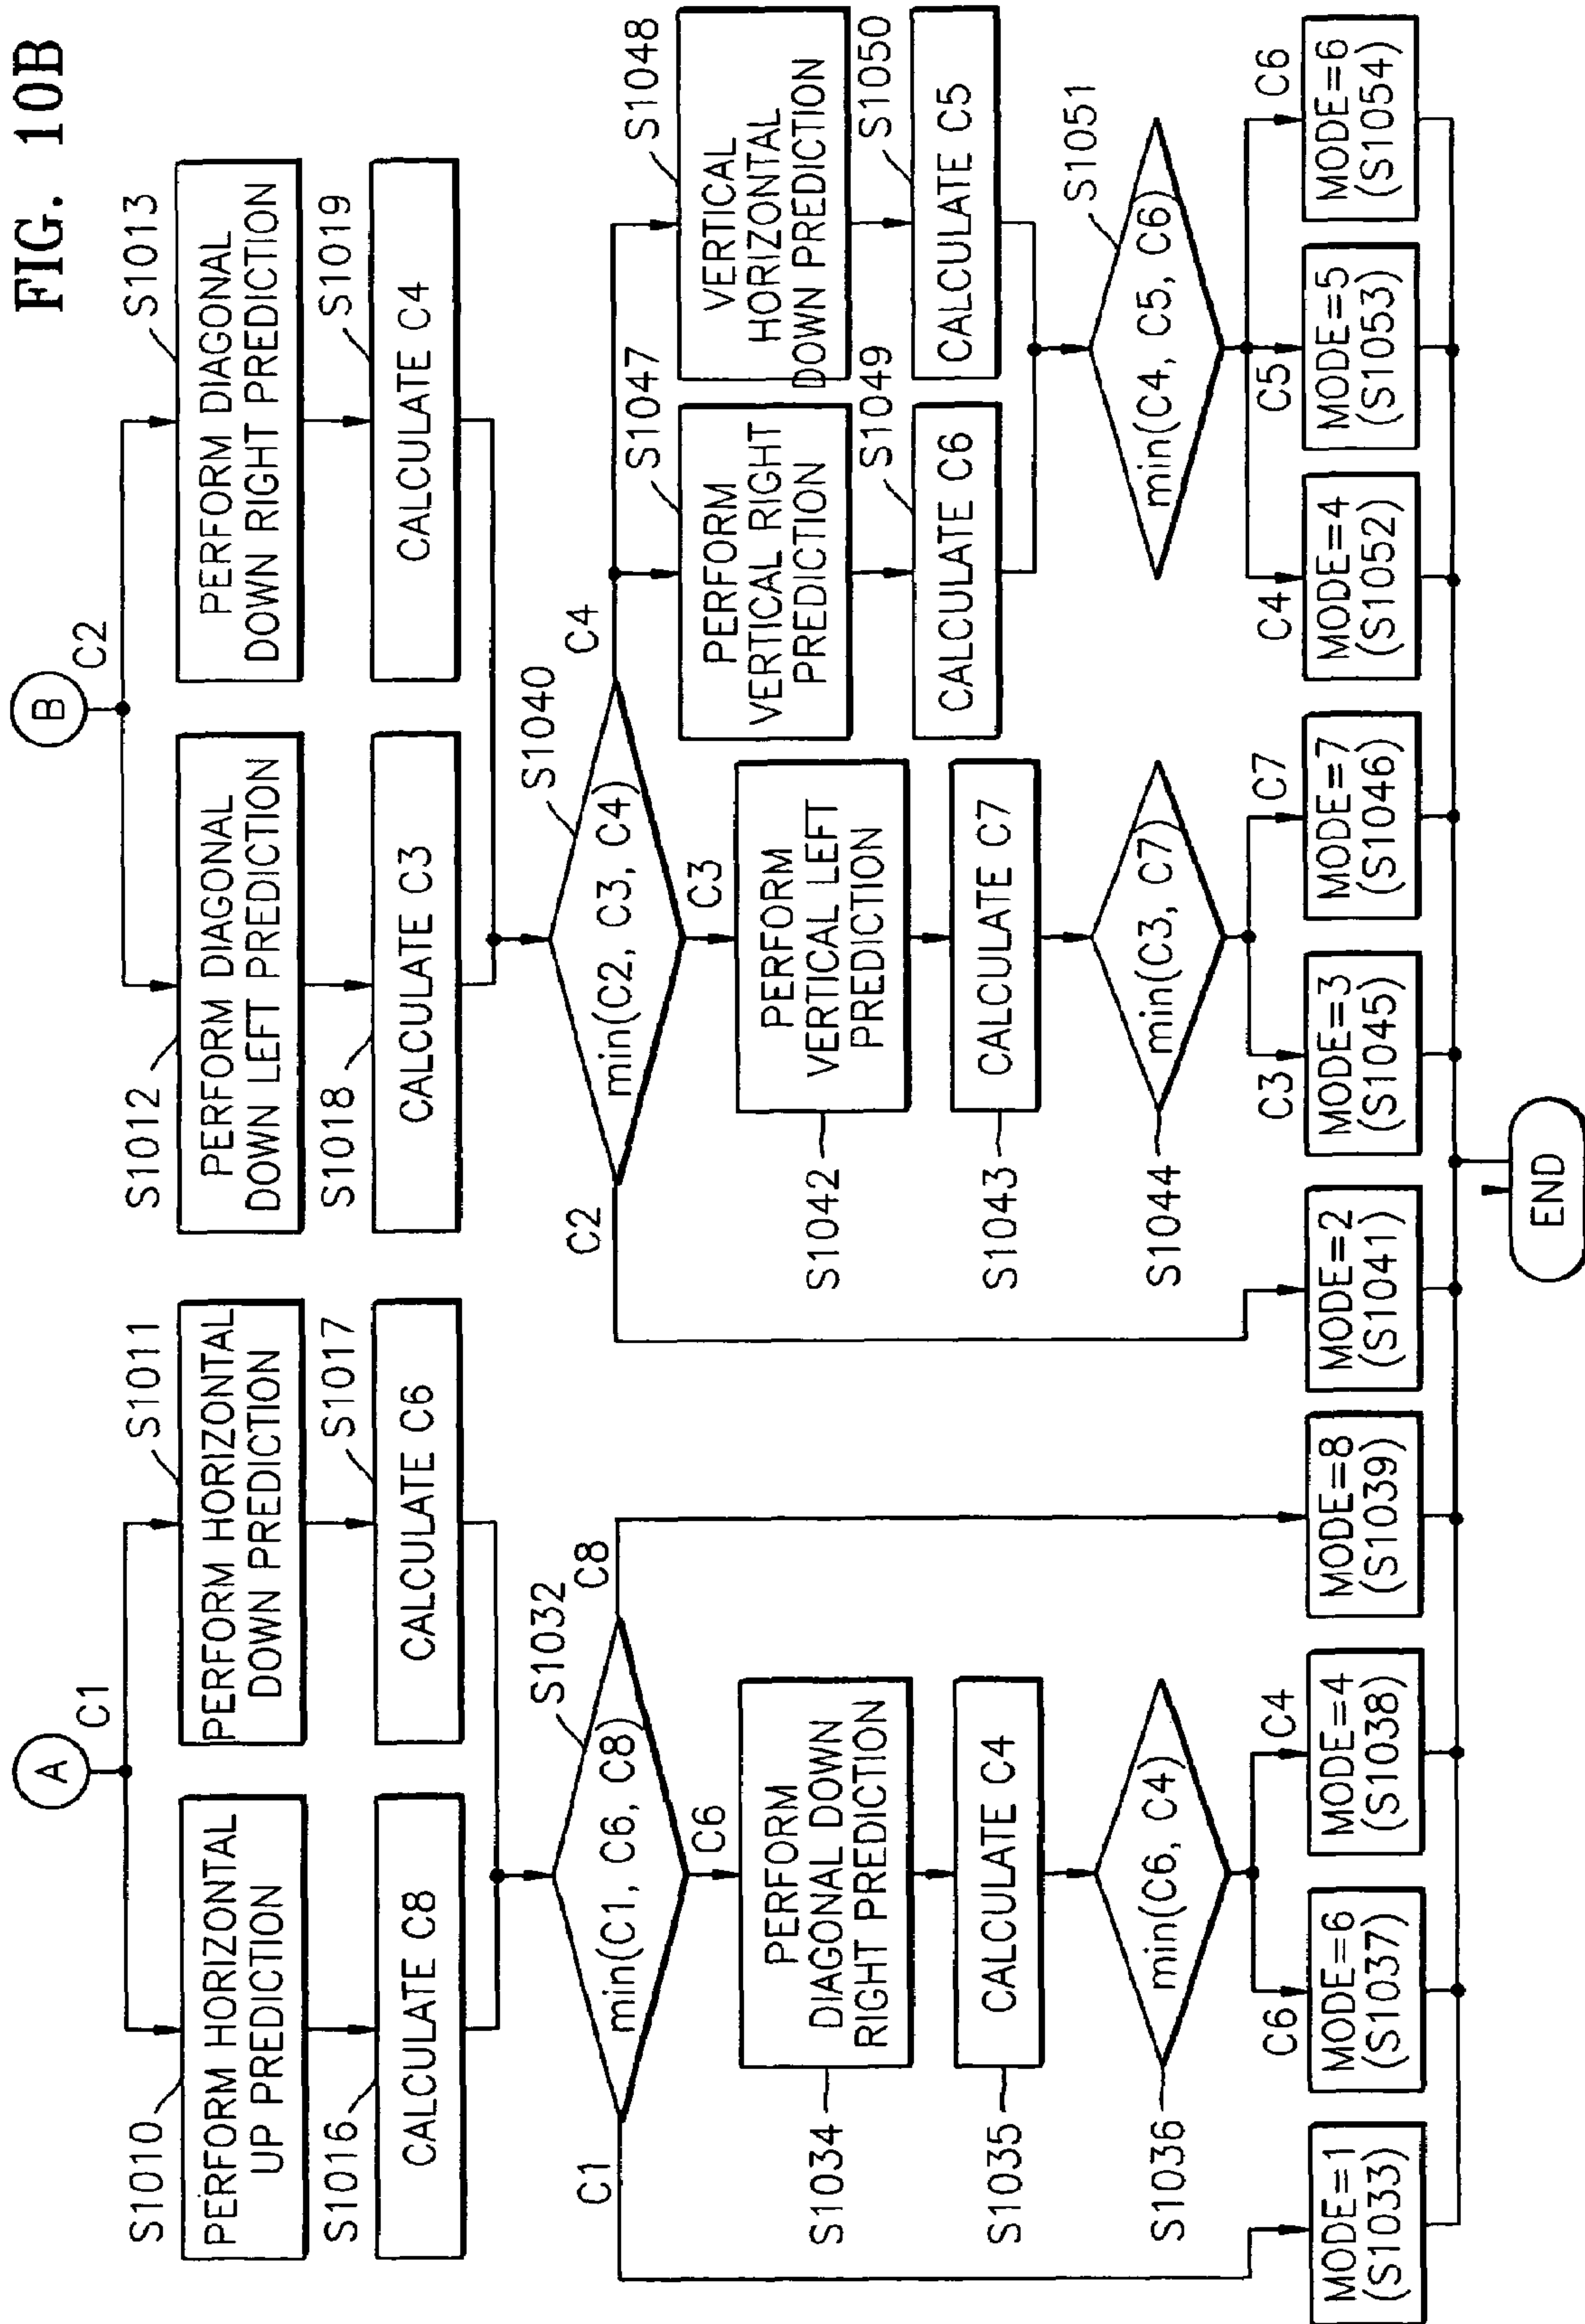 FIG. 10B
A
C1
S1010
PERFORM HORIZONTAL
UP PREDICTION
S1011
PERFORM HORIZONTAL
DOWN PREDICTION
S1016
CALCULATE C8
S1017
CALCULATE C6
S1032
min(C1, C6, C8)
C1
C6
C8
S1034
PERFORM
DIAGONAL DOWN
RIGHT PREDICTION
S1035
CALCULATE C4
S1036
min(C6, C4)
C6
C4
MODE=1
(S1033)
MODE=6
(S1037)
MODE=4
(S1038)
MODE=8
(S1039)
B
C2
S1012
PERFORM DIAGONAL
DOWN LEFT PREDICTION
S1013
PERFORM DIAGONAL
DOWN RIGHT PREDICTION
S1018
CALCULATE C3
S1019
CALCULATE C4
S1040
min(C2, C3, C4)
C2
C3
C4
S1042
PERFORM
VERTICAL LEFT
PREDICTION
S1043
CALCULATE C7
S1044
min(C3, C7)
C3
C7
S1047
PERFORM
VERTICAL RIGHT
PREDICTION
S1048
VERTICAL
HORIZONTAL
DOWN PREDICTION
S1049
CALCULATE C6
S1050
CALCULATE C5
S1051
min(C4, C5, C6)
C4
C5
C6
MODE=2
(S1041)
MODE=3
(S1045)
MODE=7
(S1046)
MODE=4
(S1052)
MODE=5
(S1053)
MODE=6
(S1054)
END